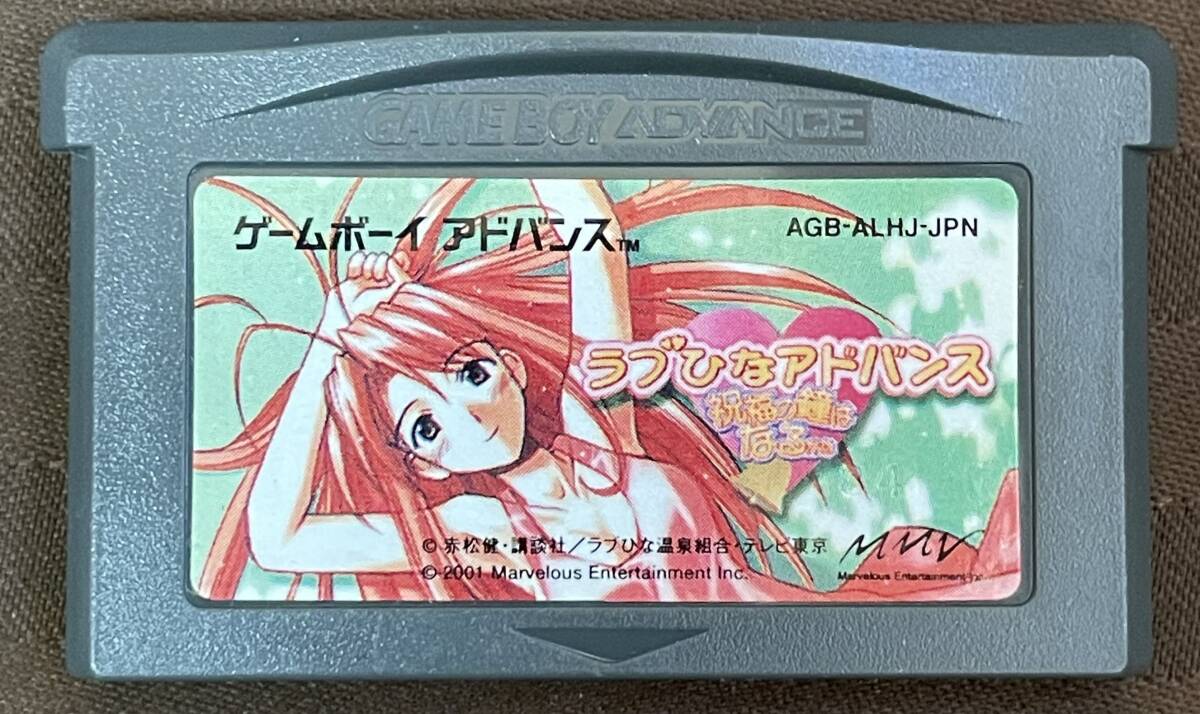 GAME BOY ADVANCE
ゲームボーイ アドバンス™
AGB-ALHJ-JPN
ラブひなアドバンス
祝福の鐘は
なるかな
© 赤松健・講談社／ラブひな温泉組合・テレビ東京
© 2001 Marvelous Entertainment Inc.
MMV
Marvelous Entertainment Inc.